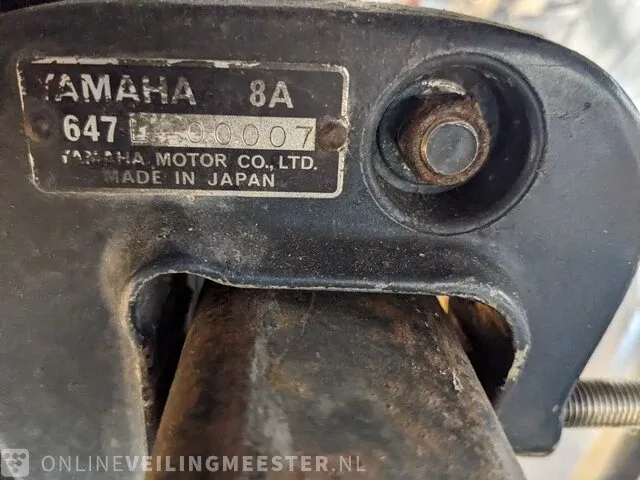 YAMAHA 8A
647 00007
YAMAHA MOTOR CO., LTD.
MADE IN JAPAN
ONLINEVEILINGMEESTER.NL